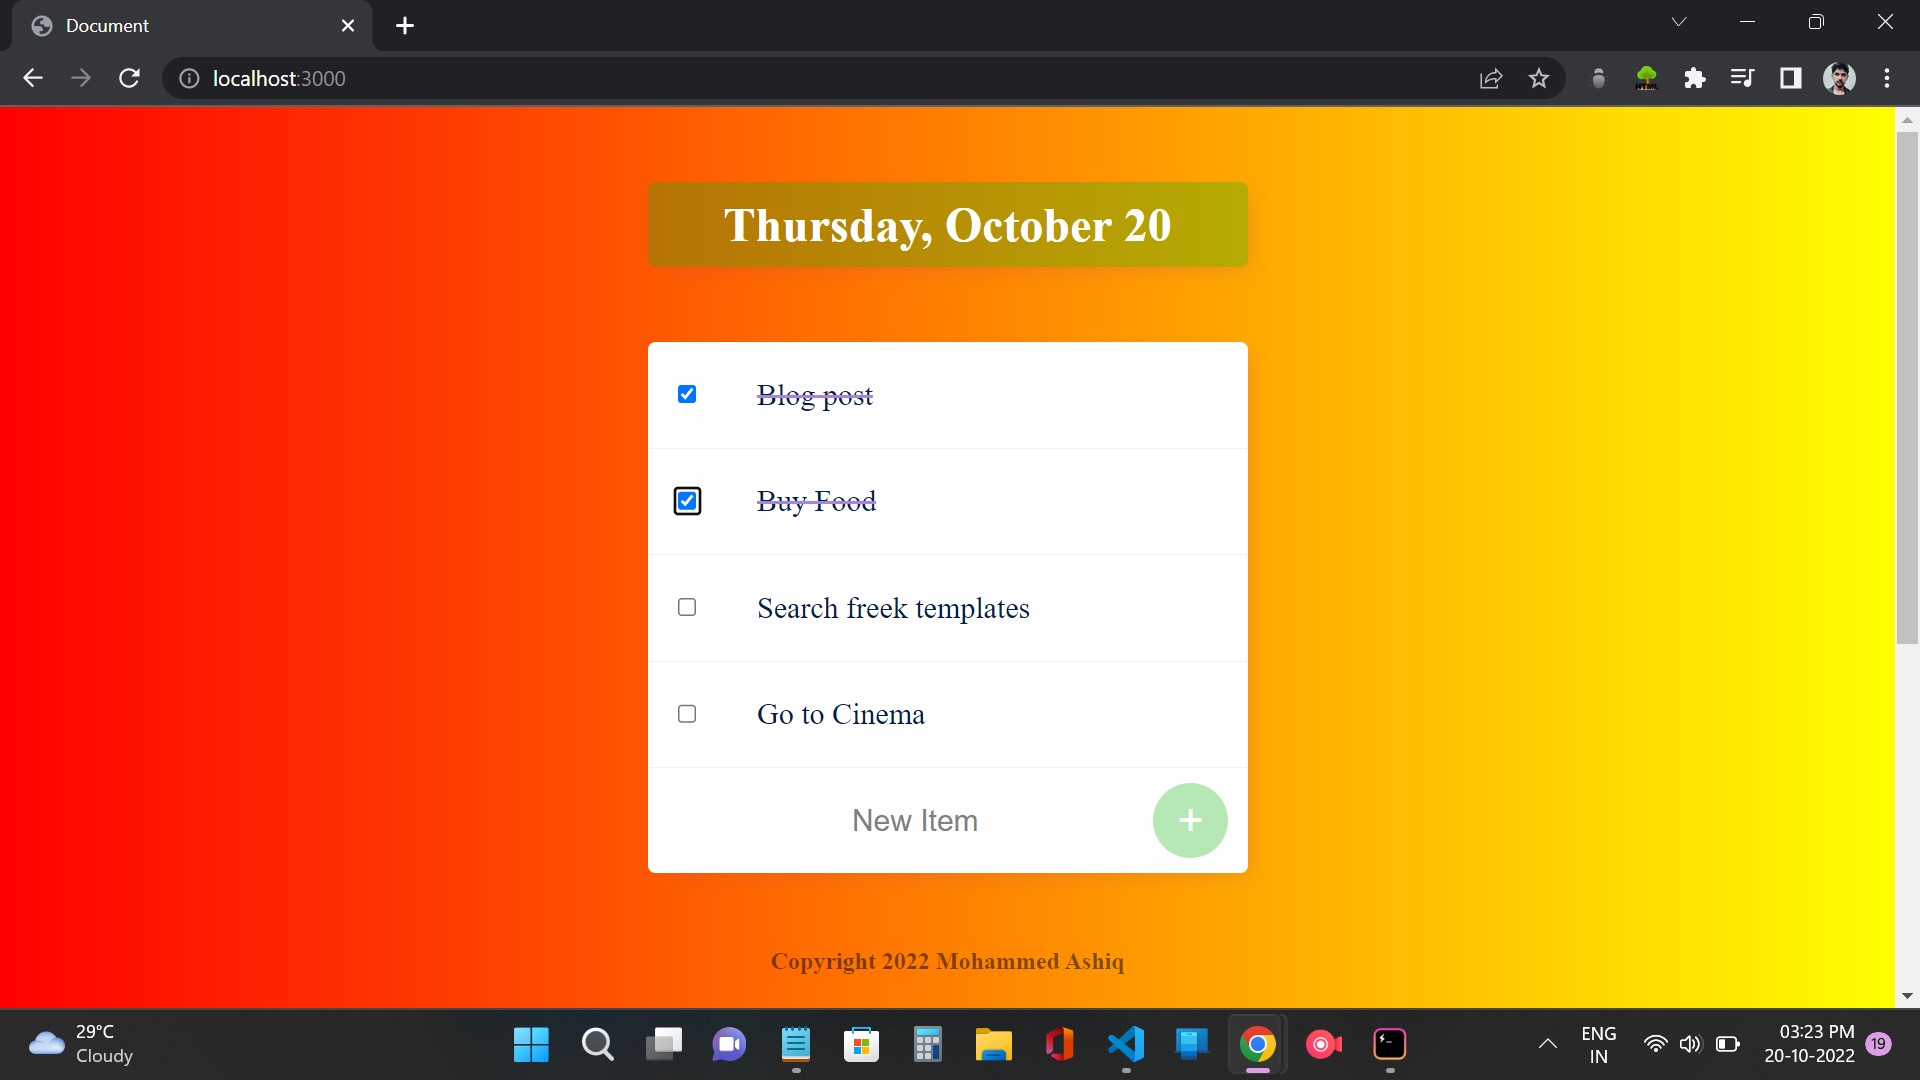 Document
localhost:3000
Thursday, October 20
Blog post
Buy Food
Search freek templates
Go to Cinema
New Item
+
Copyright 2022 Mohammed Ashiq
29°C
Cloudy
ENG
IN
03:23 PM
20-10-2022
19